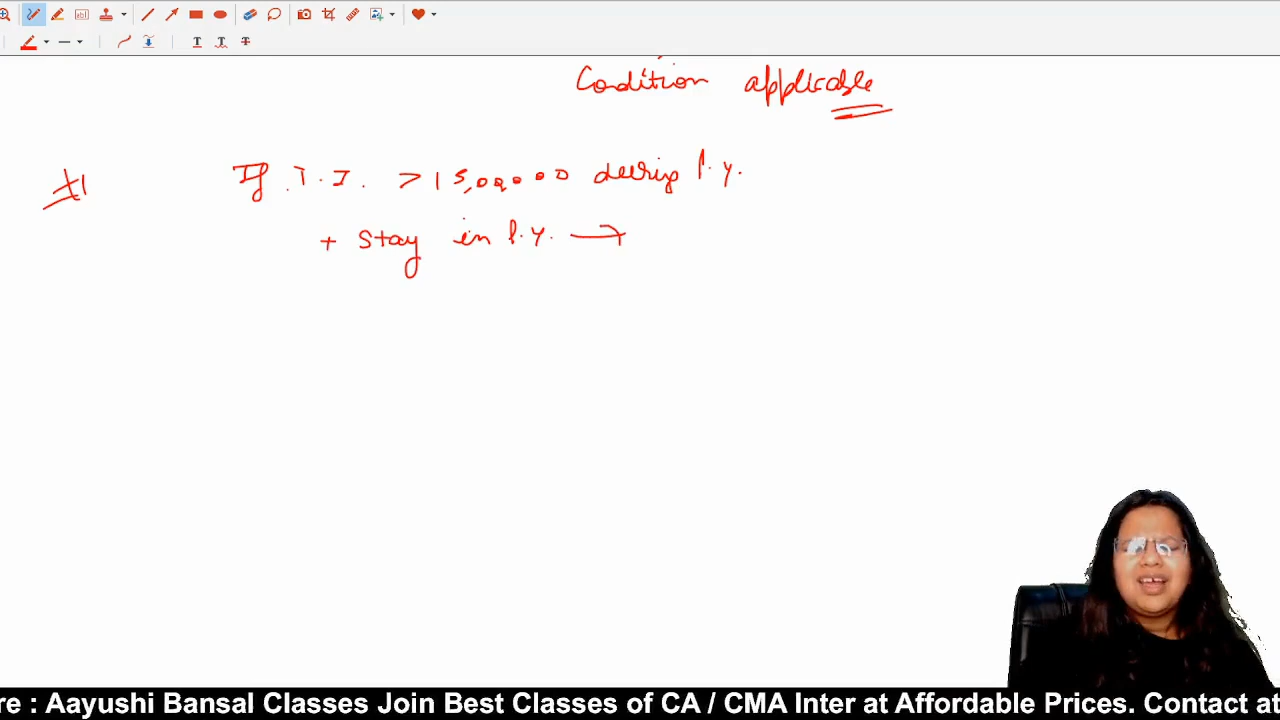 Condition applicable
If T.I. > 15,00,000 during P.Y.
+ Stay in P.Y. →
re : Aayushi Bansal Classes Join Best Classes of CA / CMA Inter at Affordable Prices. Contact at